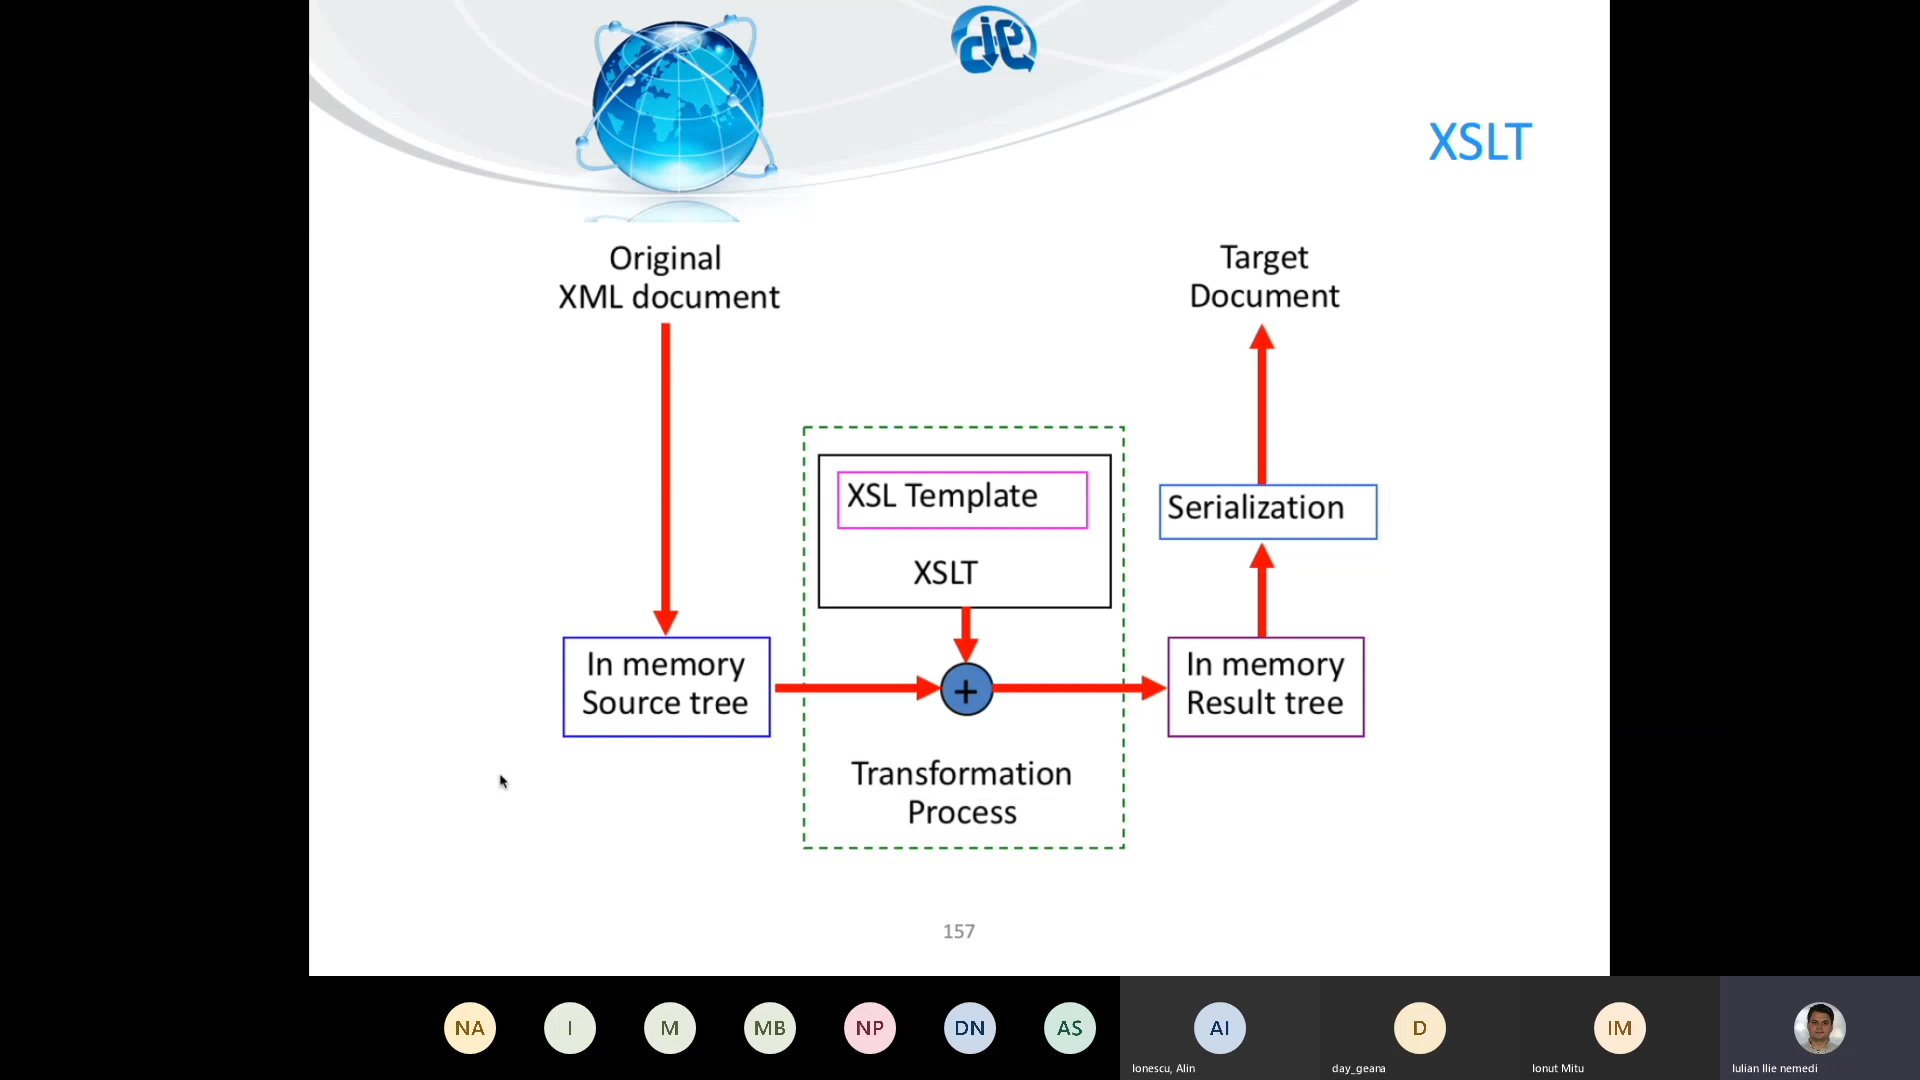 XSLT
Original
XML document
Target
Document
XSL Template
XSLT
Serialization
In memory
Source tree
+
In memory
Result tree
Transformation
Process
157
NA
I
M
MB
NP
DN
AS
AI
D
IM
Ionescu, Alin
day_geana
Ionut Mitu
Iulian Ilie nemedi